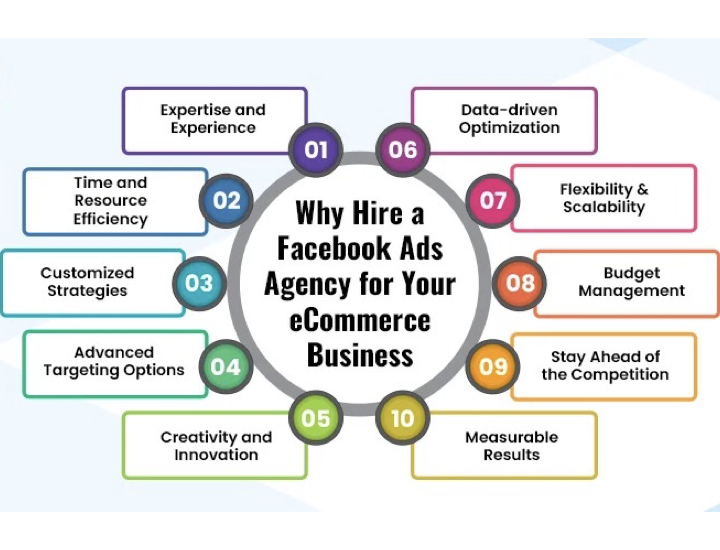 Why Hire a
Facebook Ads
Agency for Your
eCommerce
Business
01
Expertise and
Experience
02
Time and
Resource
Efficiency
03
Customized
Strategies
04
Advanced
Targeting Options
05
Creativity and
Innovation
06
Data-driven
Optimization
07
Flexibility &
Scalability
08
Budget
Management
09
Stay Ahead of
the Competition
10
Measurable
Results